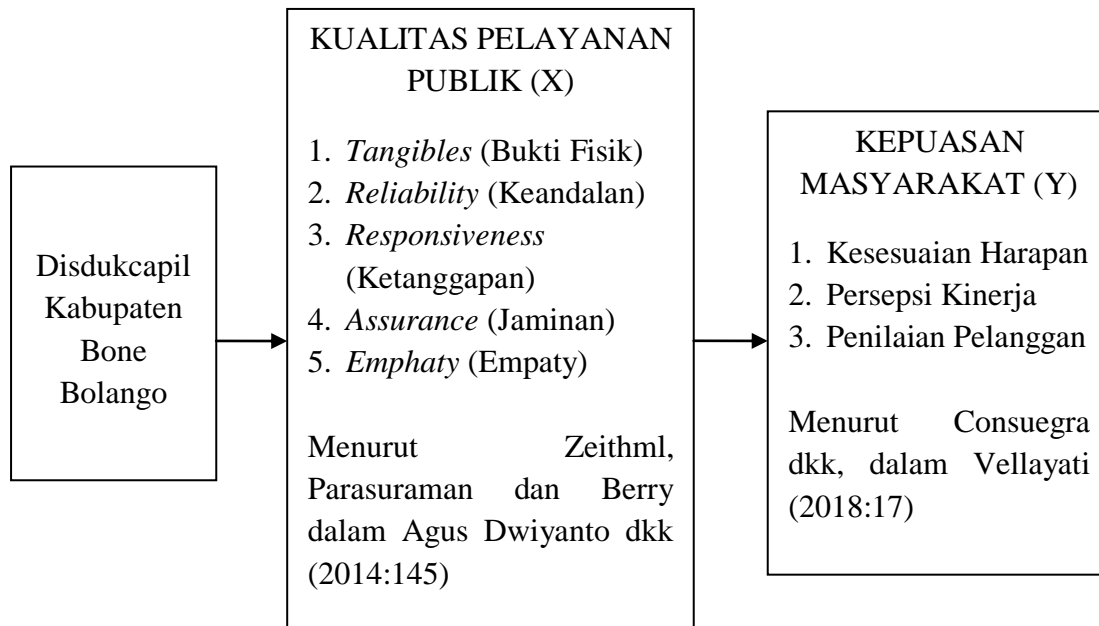 Disdukcapil
Kabupaten
Bone
Bolango
KUALITAS PELAYANAN
PUBLIK (X)
1. Tangibles (Bukti Fisik)
2. Reliability (Keandalan)
3. Responsiveness
(Ketanggapan)
4. Assurance (Jaminan)
5. Emphaty (Empaty)
Menurut Zeithml,
Parasuraman dan Berry
dalam Agus Dwiyanto dkk
(2014:145)
KEPUASAN
MASYARAKAT (Y)
1. Kesesuaian Harapan
2. Persepsi Kinerja
3. Penilaian Pelanggan
Menurut Consuegra
dkk, dalam Vellayati
(2018:17)